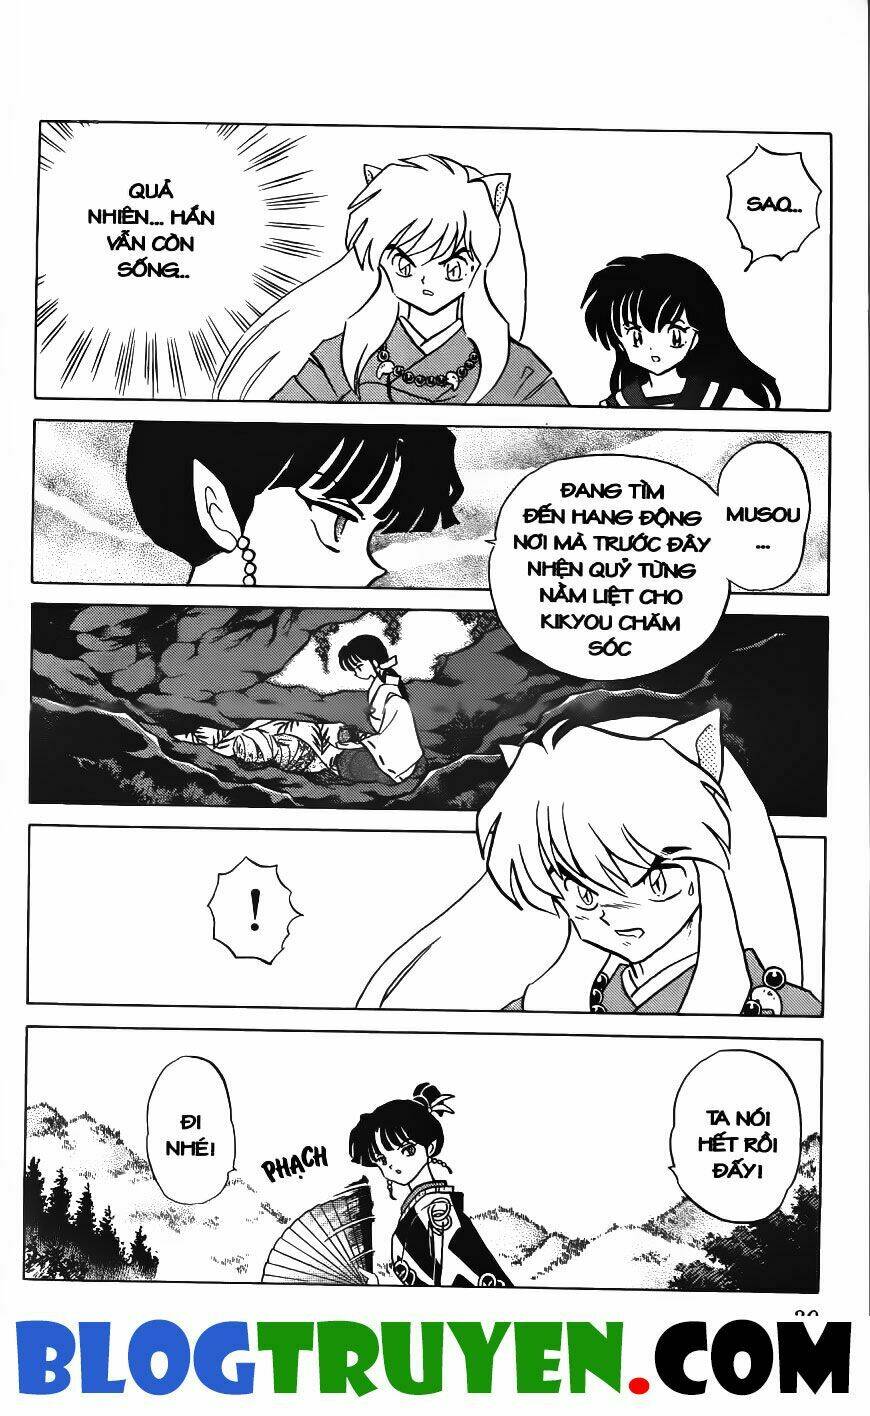 SAO...
QUẢ
NHIÊN... HẮN
VẪN CÒN
SỐNG...
MUSOU
...
ĐANG TÌM
ĐẾN HANG ĐỘNG
NƠI MÀ TRƯỚC ĐÂY
NHỆN QUỶ TỪNG
NẰM LIỆT CHO
KIKYOU CHĂM
SÓC
!
TA NÓI
HẾT RỒI
ĐẤY!
PHẠCH
ĐI
NHÉ!
BLOGTRUYEN.COM